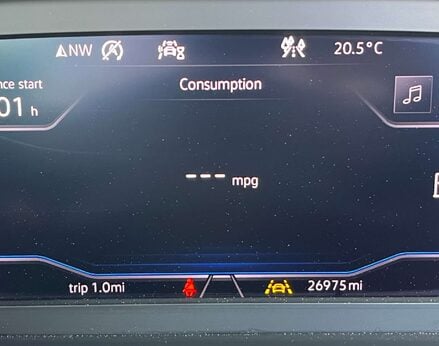 NW
20.5°C
nce start
Consumption
01 h
--- mpg
trip 1.0mi
26975mi